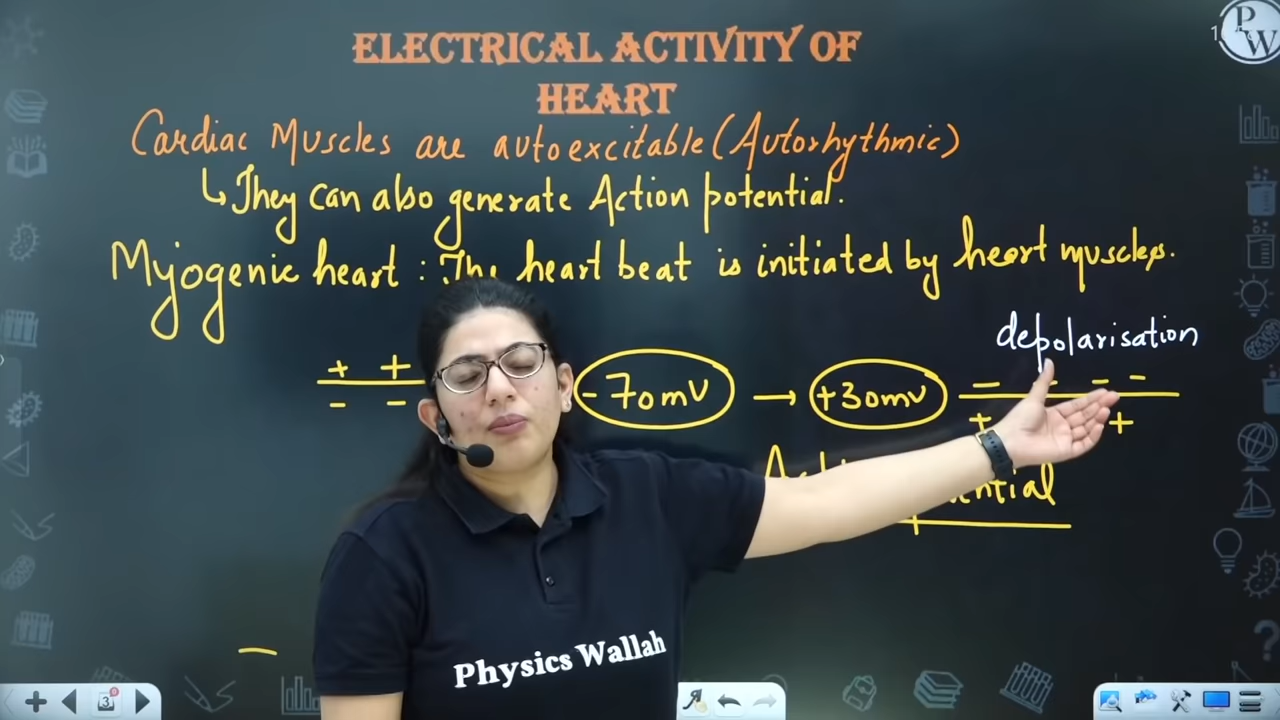 ELECTRICAL ACTIVITY OF
HEART
Cardiac Muscles are autoexcitable (Autorhythmic)
↳ They can also generate Action potential.
Myogenic heart : The heart beat is initiated by heart muscles.
depolarisation
+ +
- -
- 70mV → +30mV
- - - -
+ +
Physics Wallah
P
W
3